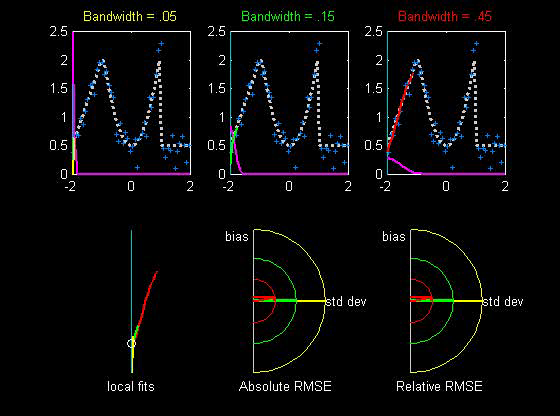 Bandwidth = .05
Bandwidth = .15
Bandwidth = .45
2.5
2
1.5
1
0.5
0
-2
0
2
2.5
2
1.5
1
0.5
0
-2
0
2
2.5
2
1.5
1
0.5
0
-2
0
2
bias
std dev
bias
std dev
local fits
Absolute RMSE
Relative RMSE